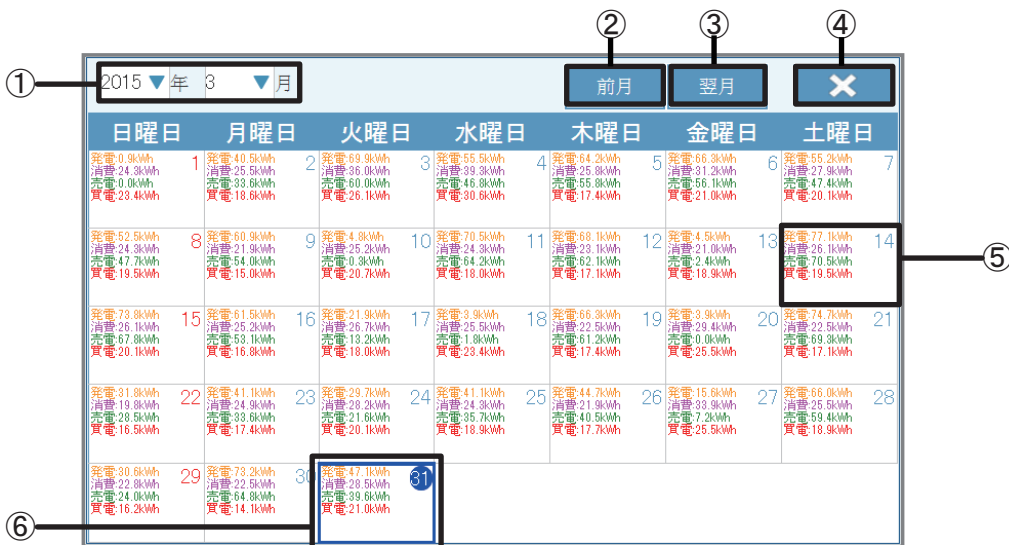 ② ③ ④
① 2015 ▼ 年 3 ▼ 月 前月 翌月 ✕
日曜日 月曜日 火曜日 水曜日 木曜日 金曜日 土曜日
発電:0.9kWh 1 発電:40.5kWh 2 発電:69.9kWh 3 発電:55.5kWh 4 発電:64.2kWh 5 発電:66.3kWh 6 発電:55.2kWh 7
消費:24.3kWh 消費:25.5kWh 消費:36.0kWh 消費:39.3kWh 消費:25.8kWh 消費:31.2kWh 消費:27.9kWh
売電:0.0kWh 売電:33.6kWh 売電:60.0kWh 売電:46.8kWh 売電:55.8kWh 売電:56.1kWh 売電:47.4kWh
買電:23.4kWh 買電:18.6kWh 買電:26.1kWh 買電:30.6kWh 買電:17.4kWh 買電:21.0kWh 買電:20.1kWh
発電:52.5kWh 8 発電:60.9kWh 9 発電:4.8kWh 10 発電:70.5kWh 11 発電:68.1kWh 12 発電:4.5kWh 13 発電:77.1kWh 14
消費:24.3kWh 消費:21.9kWh 消費:25.2kWh 消費:24.3kWh 消費:23.1kWh 消費:21.0kWh 消費:26.1kWh ⑤
売電:47.7kWh 売電:54.0kWh 売電:0.3kWh 売電:64.2kWh 売電:62.1kWh 売電:2.4kWh 売電:70.5kWh
買電:19.5kWh 買電:15.0kWh 買電:20.7kWh 買電:18.0kWh 買電:17.1kWh 買電:18.9kWh 買電:19.5kWh
発電:73.8kWh 15 発電:61.5kWh 16 発電:21.9kWh 17 発電:3.9kWh 18 発電:66.3kWh 19 発電:3.9kWh 20 発電:74.7kWh 21
消費:26.1kWh 消費:25.2kWh 消費:26.7kWh 消費:25.5kWh 消費:22.5kWh 消費:29.4kWh 消費:22.5kWh
売電:67.8kWh 売電:53.1kWh 売電:13.2kWh 売電:1.8kWh 売電:61.2kWh 売電:0.0kWh 売電:69.3kWh
買電:20.1kWh 買電:16.8kWh 買電:18.0kWh 買電:23.4kWh 買電:17.4kWh 買電:25.5kWh 買電:17.1kWh
発電:31.8kWh 22 発電:41.1kWh 23 発電:29.7kWh 24 発電:41.1kWh 25 発電:44.7kWh 26 発電:15.6kWh 27 発電:66.0kWh 28
消費:19.8kWh 消費:24.9kWh 消費:28.2kWh 消費:24.3kWh 消費:21.9kWh 消費:33.9kWh 消費:25.5kWh
売電:28.5kWh 売電:33.6kWh 売電:21.6kWh 売電:35.7kWh 売電:40.5kWh 売電:7.2kWh 売電:59.4kWh
買電:16.5kWh 買電:17.4kWh 買電:20.1kWh 買電:18.9kWh 買電:17.7kWh 買電:25.5kWh 買電:18.9kWh
発電:30.6kWh 29 発電:73.2kWh 30 発電:47.1kWh 31
消費:22.8kWh 消費:22.5kWh 消費:28.5kWh
売電:24.0kWh 売電:64.8kWh 売電:39.6kWh
買電:16.2kWh 買電:14.1kWh 買電:21.0kWh
⑥